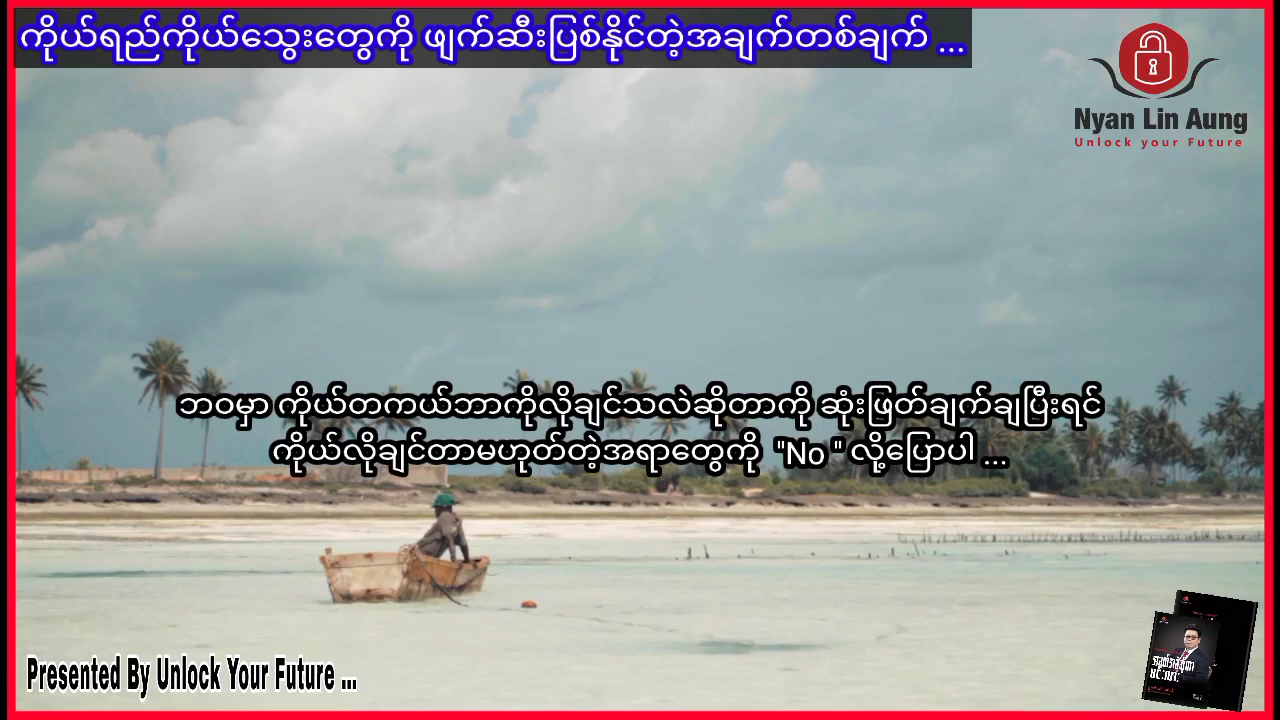 ကိုယ်ရည်ကိုယ်သွေးတွေကို ဖျက်ဆီးပြစ်နိုင်တဲ့အချက်တစ်ချက် ...
Nyan Lin Aung
Unlock your Future
ဘဝမှာ ကိုယ်တကယ်ဘာကိုလိုချင်သလဲဆိုတာကို ဆုံးဖြတ်ချက်ချပြီးရင်
ကိုယ်လိုချင်တာမဟုတ်တဲ့အရာတွေကို "No " လို့ပြောပါ ...
Presented By Unlock Your Future ...